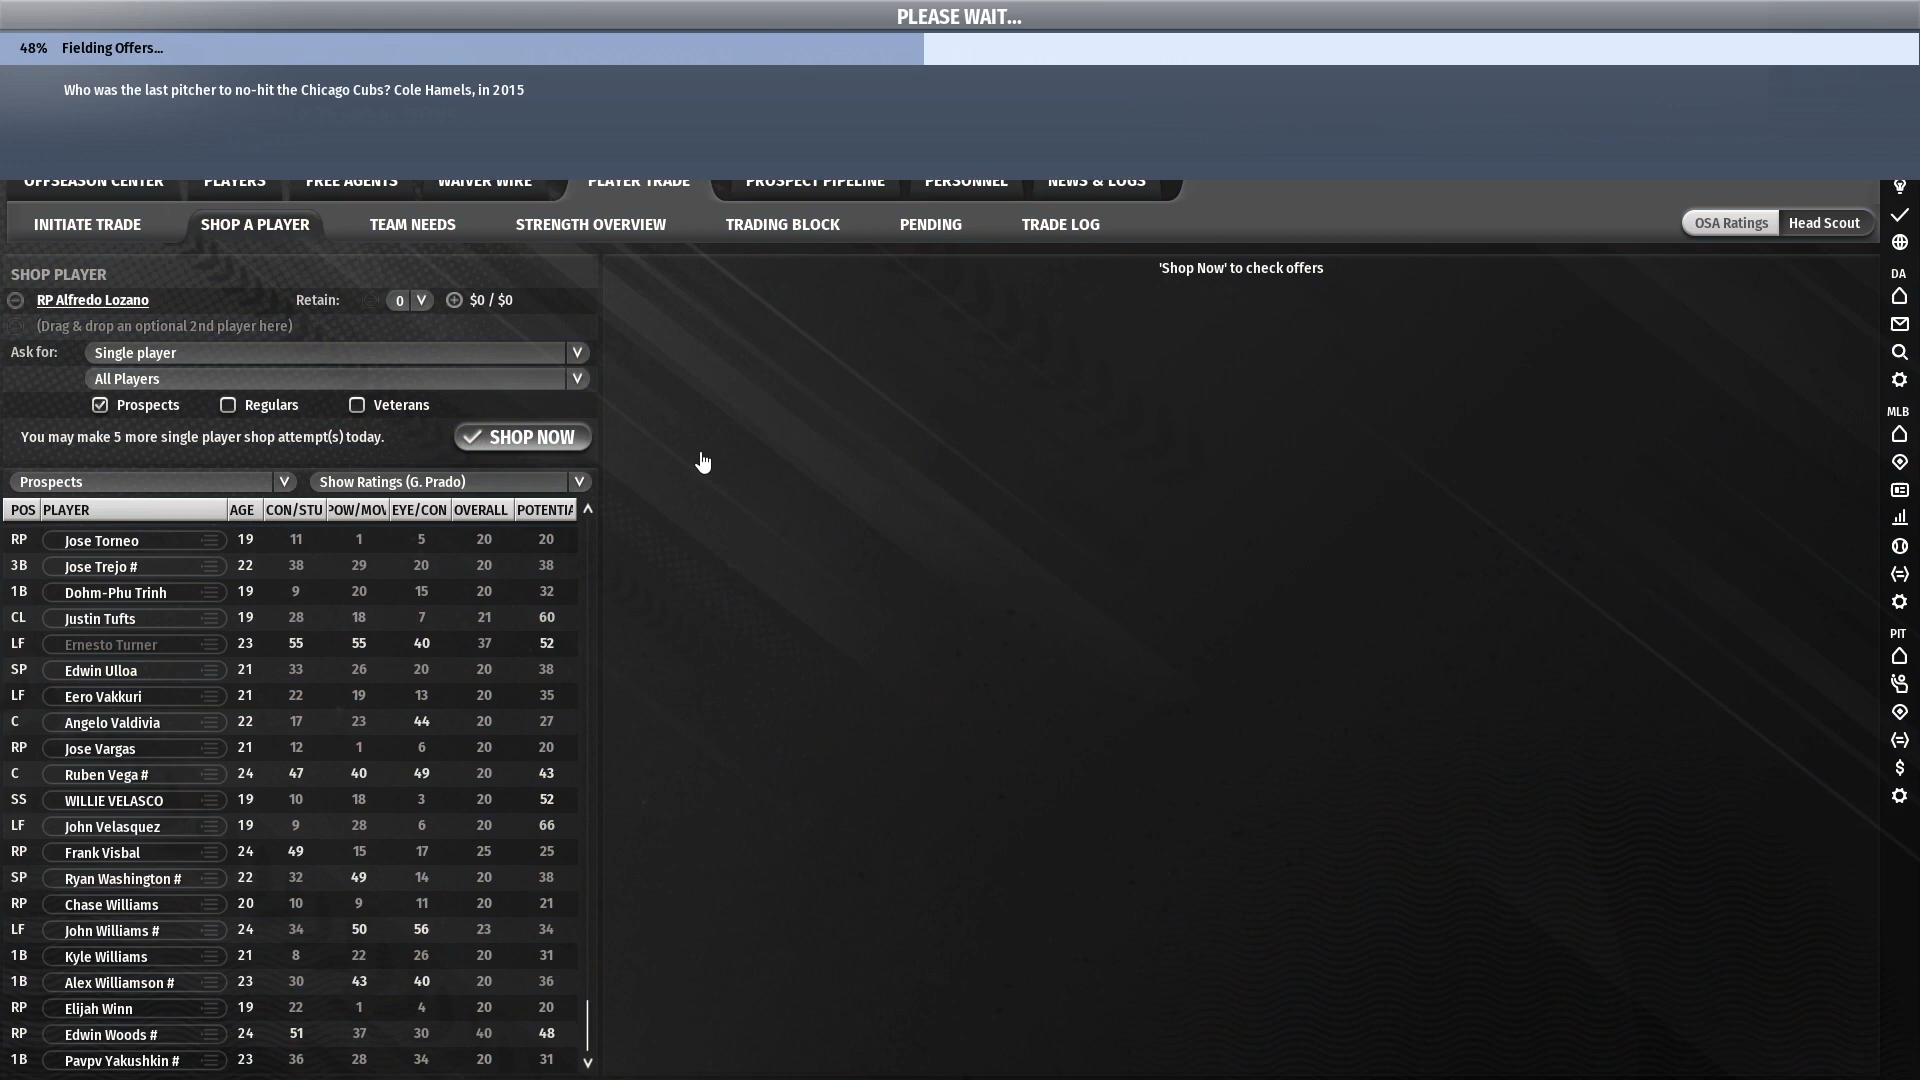 PLEASE WAIT...
48% Fielding Offers...
Who was the last pitcher to no-hit the Chicago Cubs? Cole Hamels, in 2015
OFFSEASON CENTER PLAYERS FREE AGENTS WAIVER WIRE PLAYER TRADE PROSPECT PIPELINE PERSONNEL NEWS & LOGS
INITIATE TRADE SHOP A PLAYER TEAM NEEDS STRENGTH OVERVIEW TRADING BLOCK PENDING TRADE LOG OSA Ratings Head Scout
SHOP PLAYER
'Shop Now' to check offers
RP Alfredo Lozano Retain: 0 $0 / $0
(Drag & drop an optional 2nd player here)
Ask for: Single player
All Players
Prospects Regulars Veterans
You may make 5 more single player shop attempt(s) today. SHOP NOW
Prospects Show Ratings (G. Prado)
POS PLAYER AGE CON/STU POW/MOV EYE/CON OVERALL POTENTIA
RP Jose Torneo 19 11 1 5 20 20
3B Jose Trejo # 22 38 29 20 20 38
1B Dohm-Phu Trinh 19 9 20 15 20 32
CL Justin Tufts 19 28 18 7 21 60
LF Ernesto Turner 23 55 55 40 37 52
SP Edwin Ulloa 21 33 26 20 20 38
LF Eero Vakkuri 21 22 19 13 20 35
C Angelo Valdivia 22 17 23 44 20 27
RP Jose Vargas 21 12 1 6 20 20
C Ruben Vega # 24 47 40 49 20 43
SS WILLIE VELASCO 19 10 18 3 20 52
LF John Velasquez 19 9 28 6 20 66
RP Frank Visbal 24 49 15 17 25 25
SP Ryan Washington # 22 32 49 14 20 38
RP Chase Williams 20 10 9 11 20 21
LF John Williams # 24 34 50 56 23 34
1B Kyle Williams 21 8 22 26 20 31
1B Alex Williamson # 23 30 43 40 20 36
RP Elijah Winn 19 22 1 4 20 20
RP Edwin Woods # 24 51 37 30 40 48
1B Pavpv Yakushkin # 23 36 28 34 20 31
DA
MLB
PIT
$